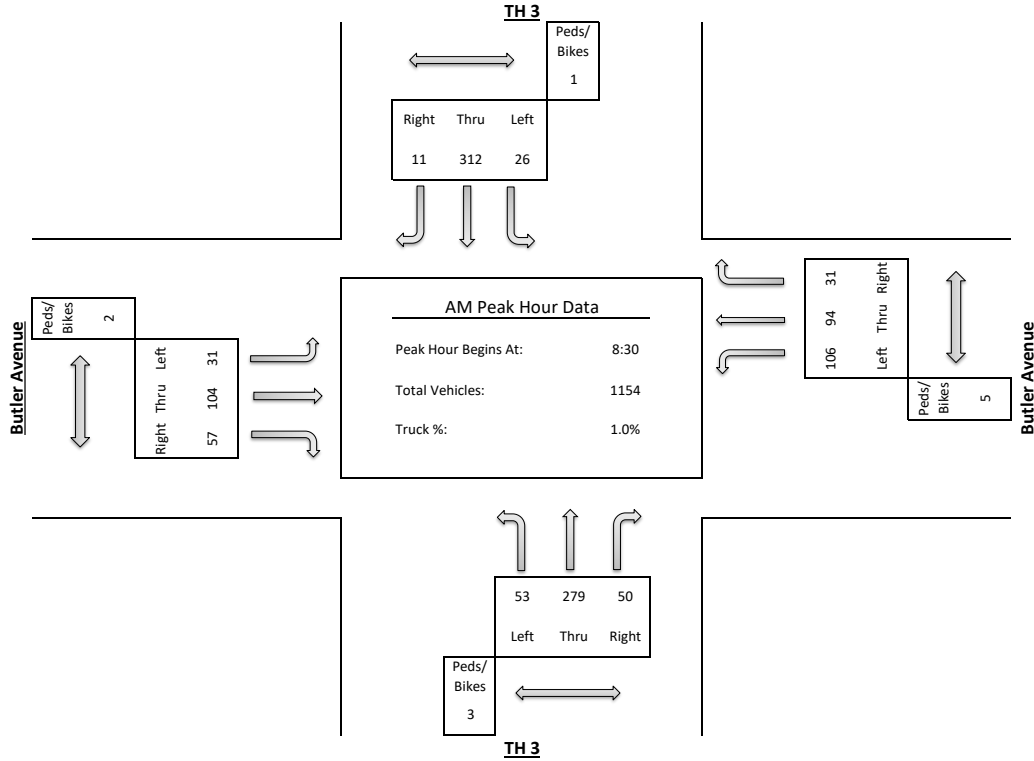 TH 3
Peds/
Bikes
1
Right Thru Left
11 312 26
AM Peak Hour Data
Peak Hour Begins At: 8:30
Total Vehicles: 1154
Truck %: 1.0%
Butler Avenue
Peds/
Bikes
2
Right Thru Left
57 104 31
106 94 31
Left Thru Right
Peds/
Bikes
5
Butler Avenue
53 279 50
Left Thru Right
Peds/
Bikes
3
TH 3